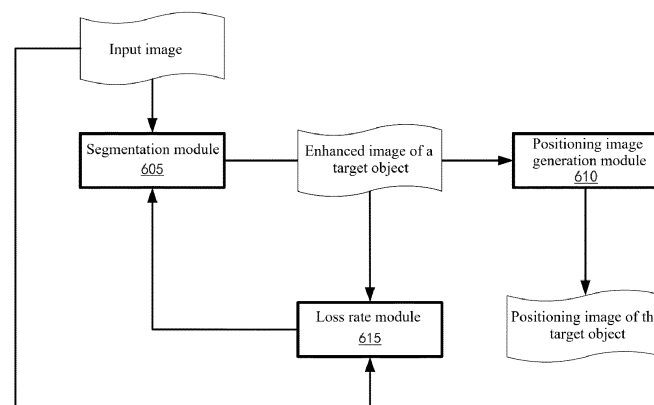 Input image
Segmentation module
605
Enhanced image of a
target object
Positioning image
generation module
610
Loss rate module
615
Positioning image of th
target object